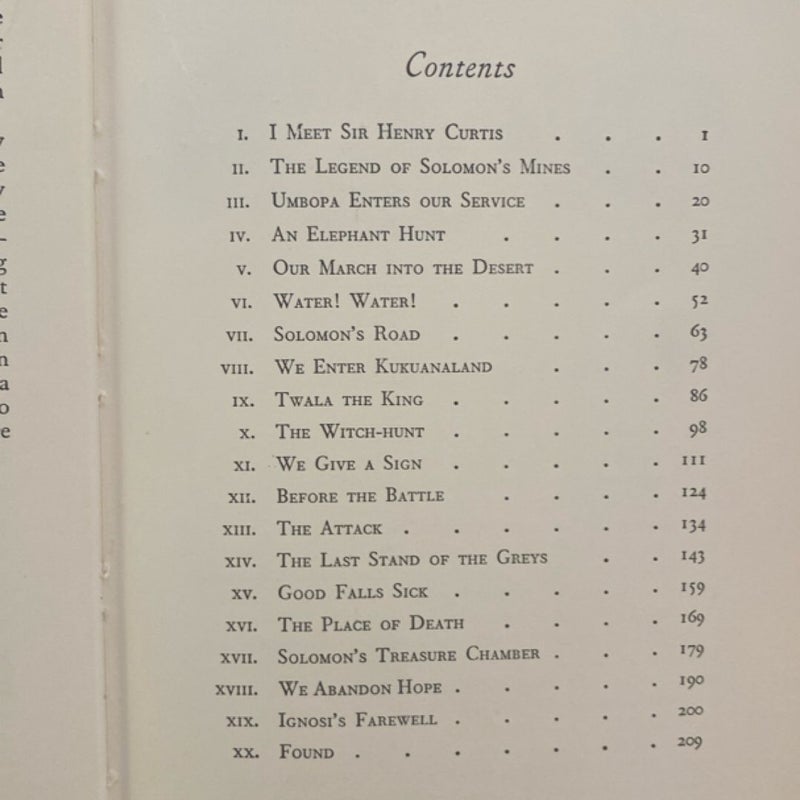 Contents
I. I Meet Sir Henry Curtis . . . 1
II. The Legend of Solomon's Mines . . 10
III. Umbopa Enters our Service . . . 20
IV. An Elephant Hunt . . . . 31
V. Our March into the Desert . . . 40
VI. Water! Water! . . . . . 52
VII. Solomon's Road . . . . . 63
VIII. We Enter Kukuanaland . . . 78
IX. Twala the King . . . . . 86
X. The Witch-hunt . . . . . 98
XI. We Give a Sign . . . . . 111
XII. Before the Battle . . . . 124
XIII. The Attack . . . . . . 134
XIV. The Last Stand of the Greys . . 143
XV. Good Falls Sick . . . . . 159
XVI. The Place of Death . . . . 169
XVII. Solomon's Treasure Chamber . . . 179
XVIII. We Abandon Hope . . . . . 190
XIX. Ignosi's Farewell . . . . . 200
XX. Found . . . . . . . 209